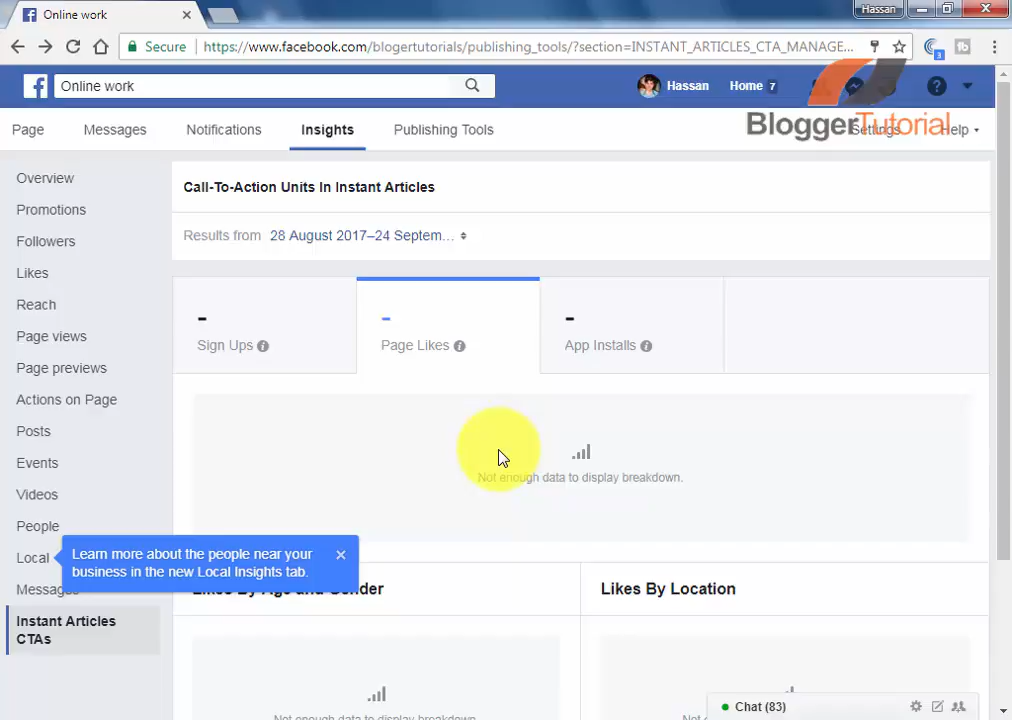 Online work
Hassan
Secure
https://www.facebook.com/blogertutorials/publishing_tools/?section=INSTANT_ARTICLES_CTA_MANAGE...
3
Online work
Hassan
Home 7
Page
Messages
Notifications
Insights
Publishing Tools
BloggerTutorial
Settings
Help
Overview
Promotions
Followers
Likes
Reach
Page views
Page previews
Actions on Page
Posts
Events
Videos
People
Local
Messages
Instant Articles
CTAs
Learn more about the people near your
business in the new Local Insights tab.
Call-To-Action Units In Instant Articles
Results from 28 August 2017–24 Septem...
-
Sign Ups
-
Page Likes
-
App Installs
Not enough data to display breakdown.
Likes By Age and Gender
Likes By Location
Not enough data to display breakdown.
Not
Chat (83)